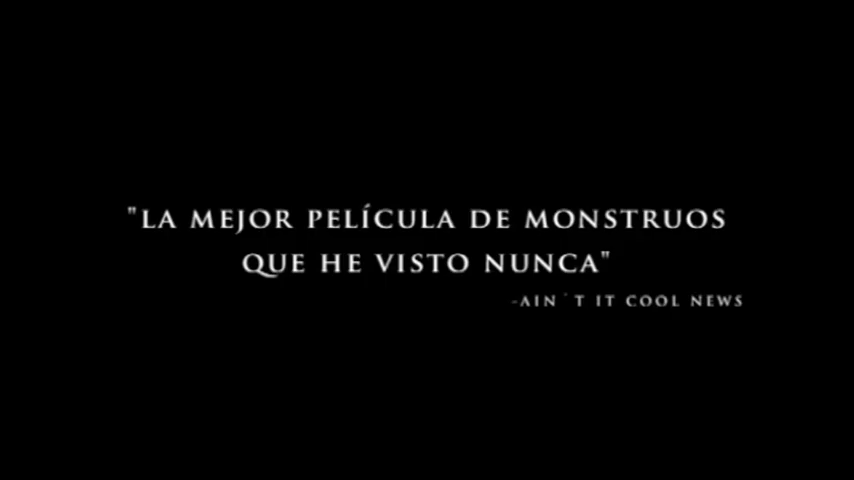 "LA MEJOR PELÍCULA DE MONSTRUOS
QUE HE VISTO NUNCA"
-AIN´T IT COOL NEWS